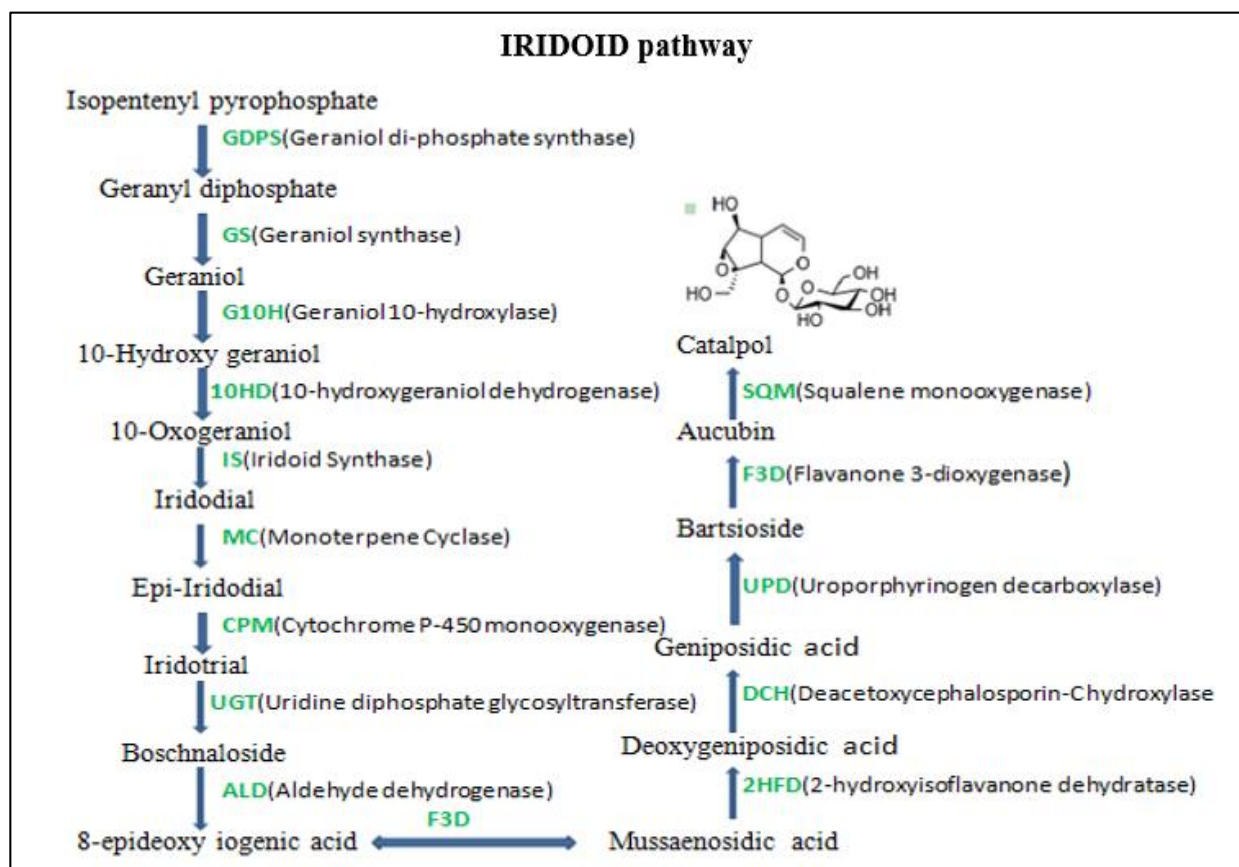 IRIDOID pathway
Isopentenyl pyrophosphate
GDPS(Geraniol di-phosphate synthase)
Geranyl diphosphate
GS(Geraniol synthase)
Geraniol
G10H(Geraniol 10-hydroxylase)
10-Hydroxy geraniol
10HD(10-hydroxygeraniol dehydrogenase)
10-Oxogeraniol
IS(Iridoid Synthase)
Iridodial
MC(Monoterpene Cyclase)
Epi-Iridodial
CPM(Cytochrome P-450 monooxygenase)
Iridotrial
UGT(Uridine diphosphate glycosyltransferase)
Boschnaloside
ALD(Aldehyde dehydrogenase)
8-epideoxy iogenic acid
F3D
Mussaenosidic acid
2HFD(2-hydroxyisoflavanone dehydratase)
Deoxygeniposidic acid
DCH(Deacetoxycephalosporin-C hydroxylase
Geniposidic acid
UPD(Uroporphyrinogen decarboxylase)
Bartsioside
F3D(Flavanone 3-dioxygenase)
Aucubin
SQM(Squalene monooxygenase)
Catalpol
HO
O
O
HO
O
O
OH
OH
OH
HO